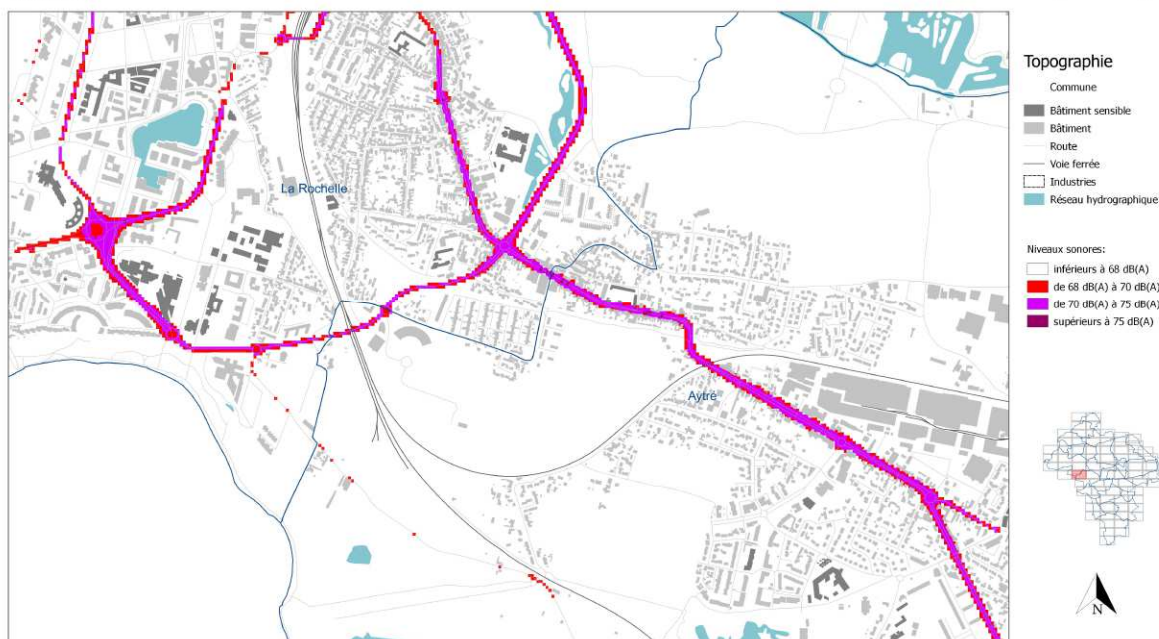 La Rochelle
Aytré
Topographie
Commune
Bâtiment sensible
Bâtiment
Route
Voie ferrée
Industries
Réseau hydrographique
Niveaux sonores:
inférieurs à 68 dB(A)
de 68 dB(A) à 70 dB(A)
de 70 dB(A) à 75 dB(A)
supérieurs à 75 dB(A)
N